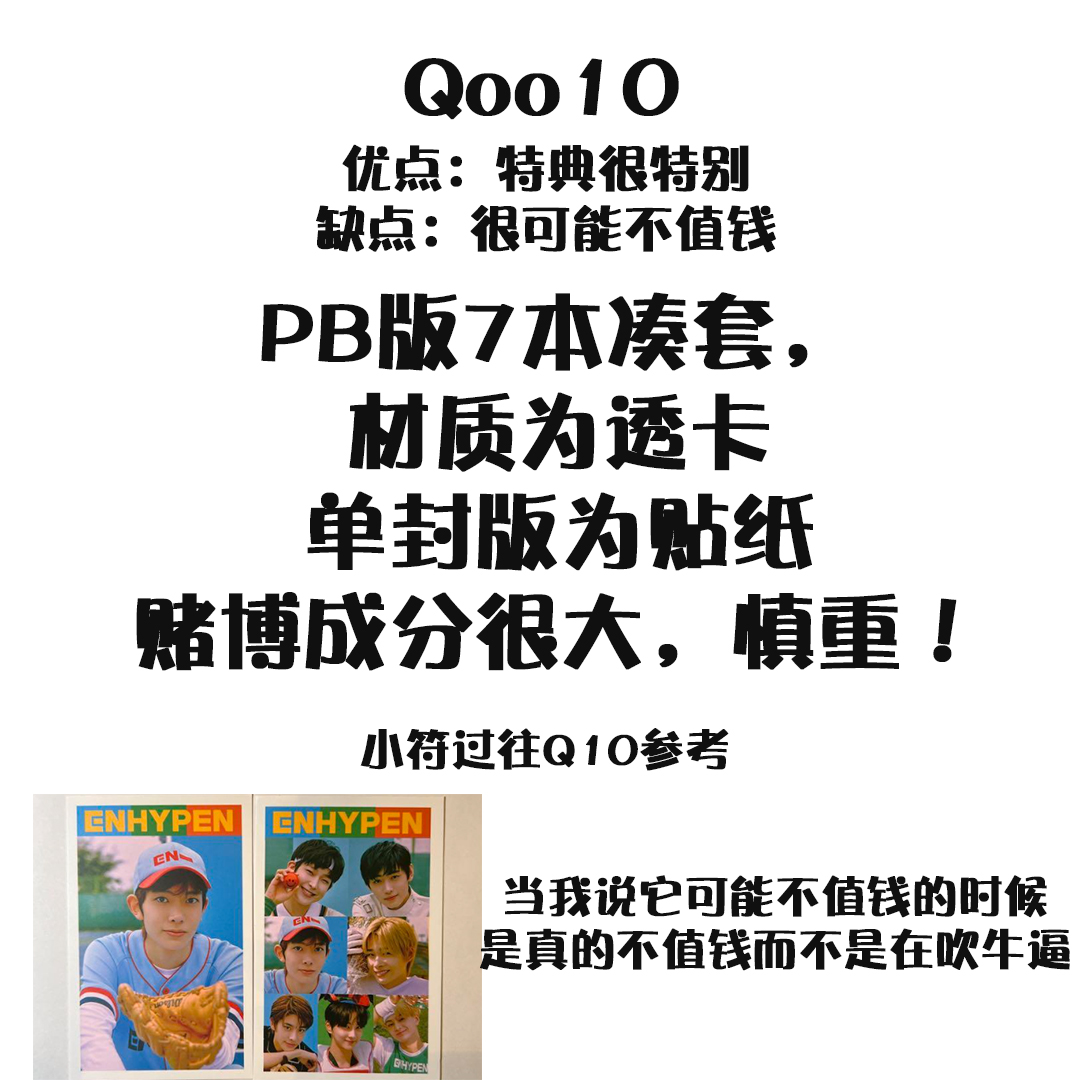 Qoo10
优点：特典很特别
缺点：很可能不值钱
PB版7本凑套，
材质为透卡
单封版为贴纸
赌博成分很大，慎重！
小符过往Q10参考
ENHYPEN
ENHYPEN
EN-
EN-
当我说它可能不值钱的时候
是真的不值钱而不是在吹牛逼
ENHYPEN